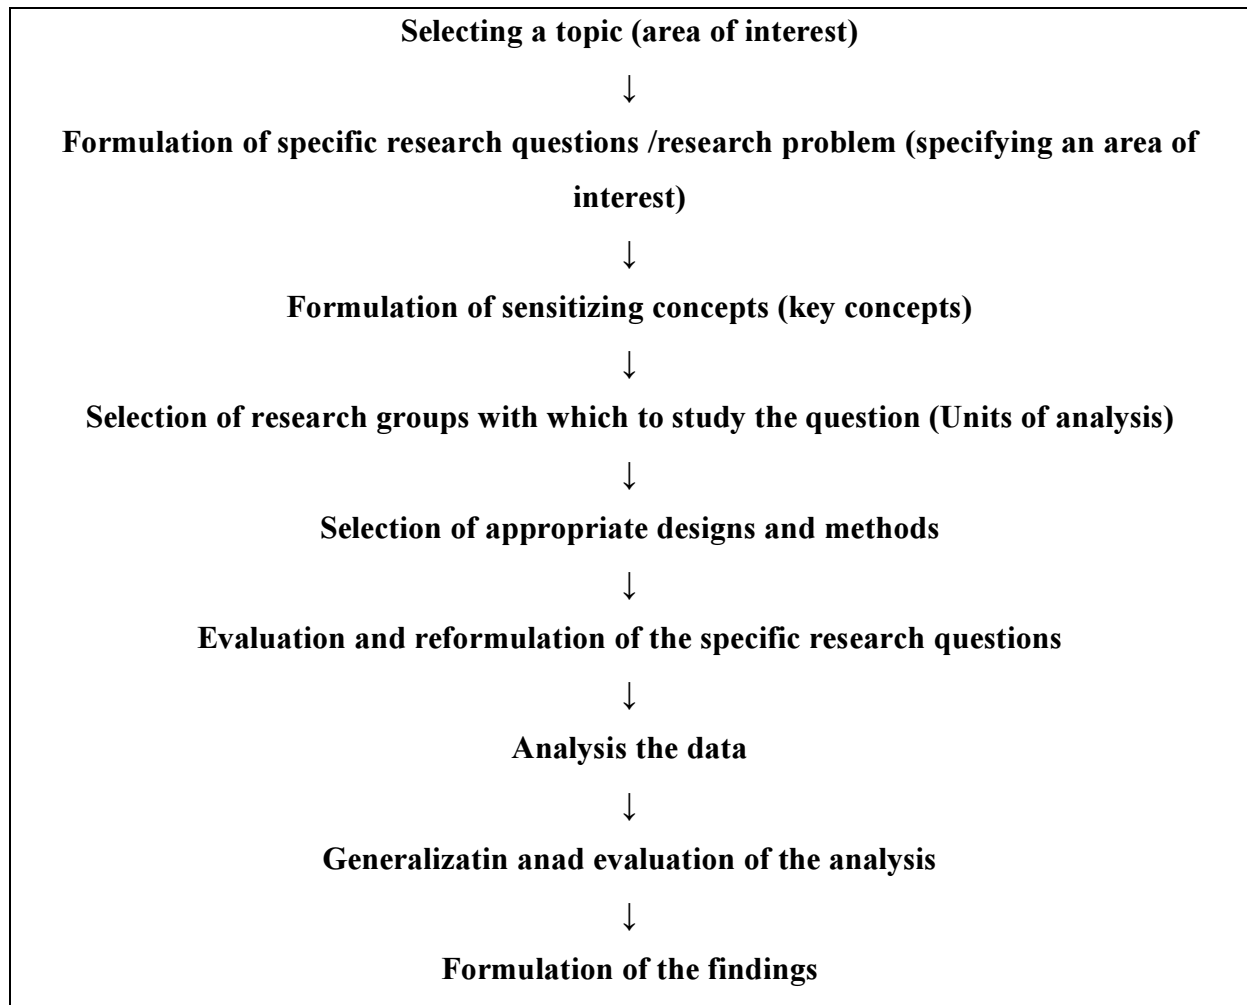 Selecting a topic (area of interest)
↓
Formulation of specific research questions /research problem (specifying an area of
interest)
↓
Formulation of sensitizing concepts (key concepts)
↓
Selection of research groups with which to study the question (Units of analysis)
↓
Selection of appropriate designs and methods
↓
Evaluation and reformulation of the specific research questions
↓
Analysis the data
↓
Generalizatin anad evaluation of the analysis
↓
Formulation of the findings